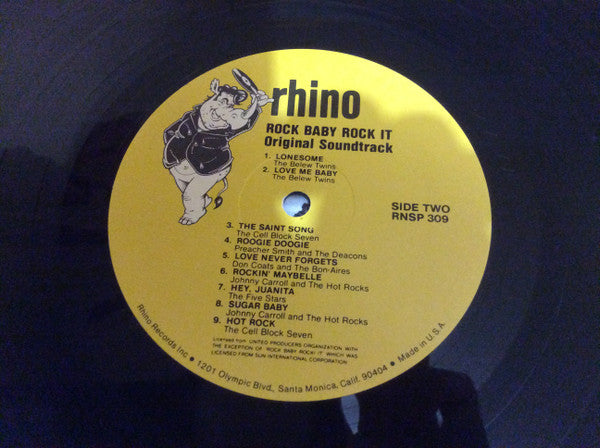 rhino
ROCK BABY ROCK IT
Original Soundtrack
1. LONESOME
The Belew Twins
2. LOVE ME BABY
The Belew Twins
SIDE TWO
RNSP 309
3. THE SAINT SONG
The Cell Block Seven
4. ROOGIE DOOGIE
Preacher Smith and The Deacons
5. LOVE NEVER FORGETS
Don Coats and The Bon-Aires
6. ROCKIN' MAYBELLE
Johnny Carroll and The Hot Rocks
7. HEY, JUANITA
The Five Stars
8. SUGAR BABY
Johnny Carroll and The Hot Rocks
9. HOT ROCK
The Cell Block Seven
Licensed from UNITED PRODUCERS ORGANIZATION WITH
THE EXCEPTION OF 'ROCK BABY ROCK' IT' WHICH WAS
LICENSED FROM SUN INTERNATIONAL CORPORATION
Rhino Records Inc • 1201 Olympic Blvd., Santa Monica, Calif. 90404 • Made in U.S.A.